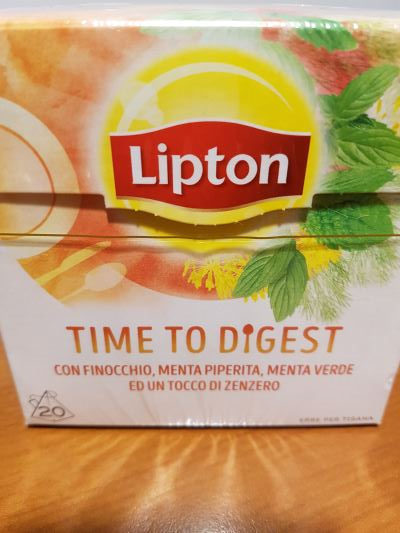 Lipton
TIME TO DIGEST
CON FINOCCHIO, MENTA PIPERITA, MENTA VERDE
ED UN TOCCO DI ZENZERO
20
ERBE PER TISANA